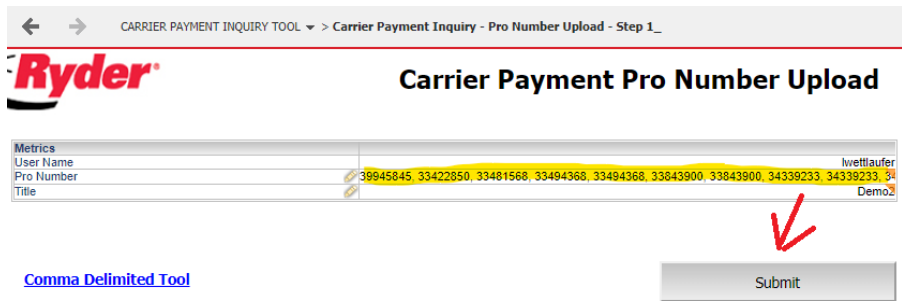 CARRIER PAYMENT INQUIRY TOOL > Carrier Payment Inquiry - Pro Number Upload - Step 1_
Ryder
Carrier Payment Pro Number Upload
Metrics
User Name lwettlaufer
Pro Number 39945845, 33422850, 33481568, 33494368, 33494368, 33843900, 33843900, 34339233, 34339233,
Title Demo2
Comma Delimited Tool
Submit